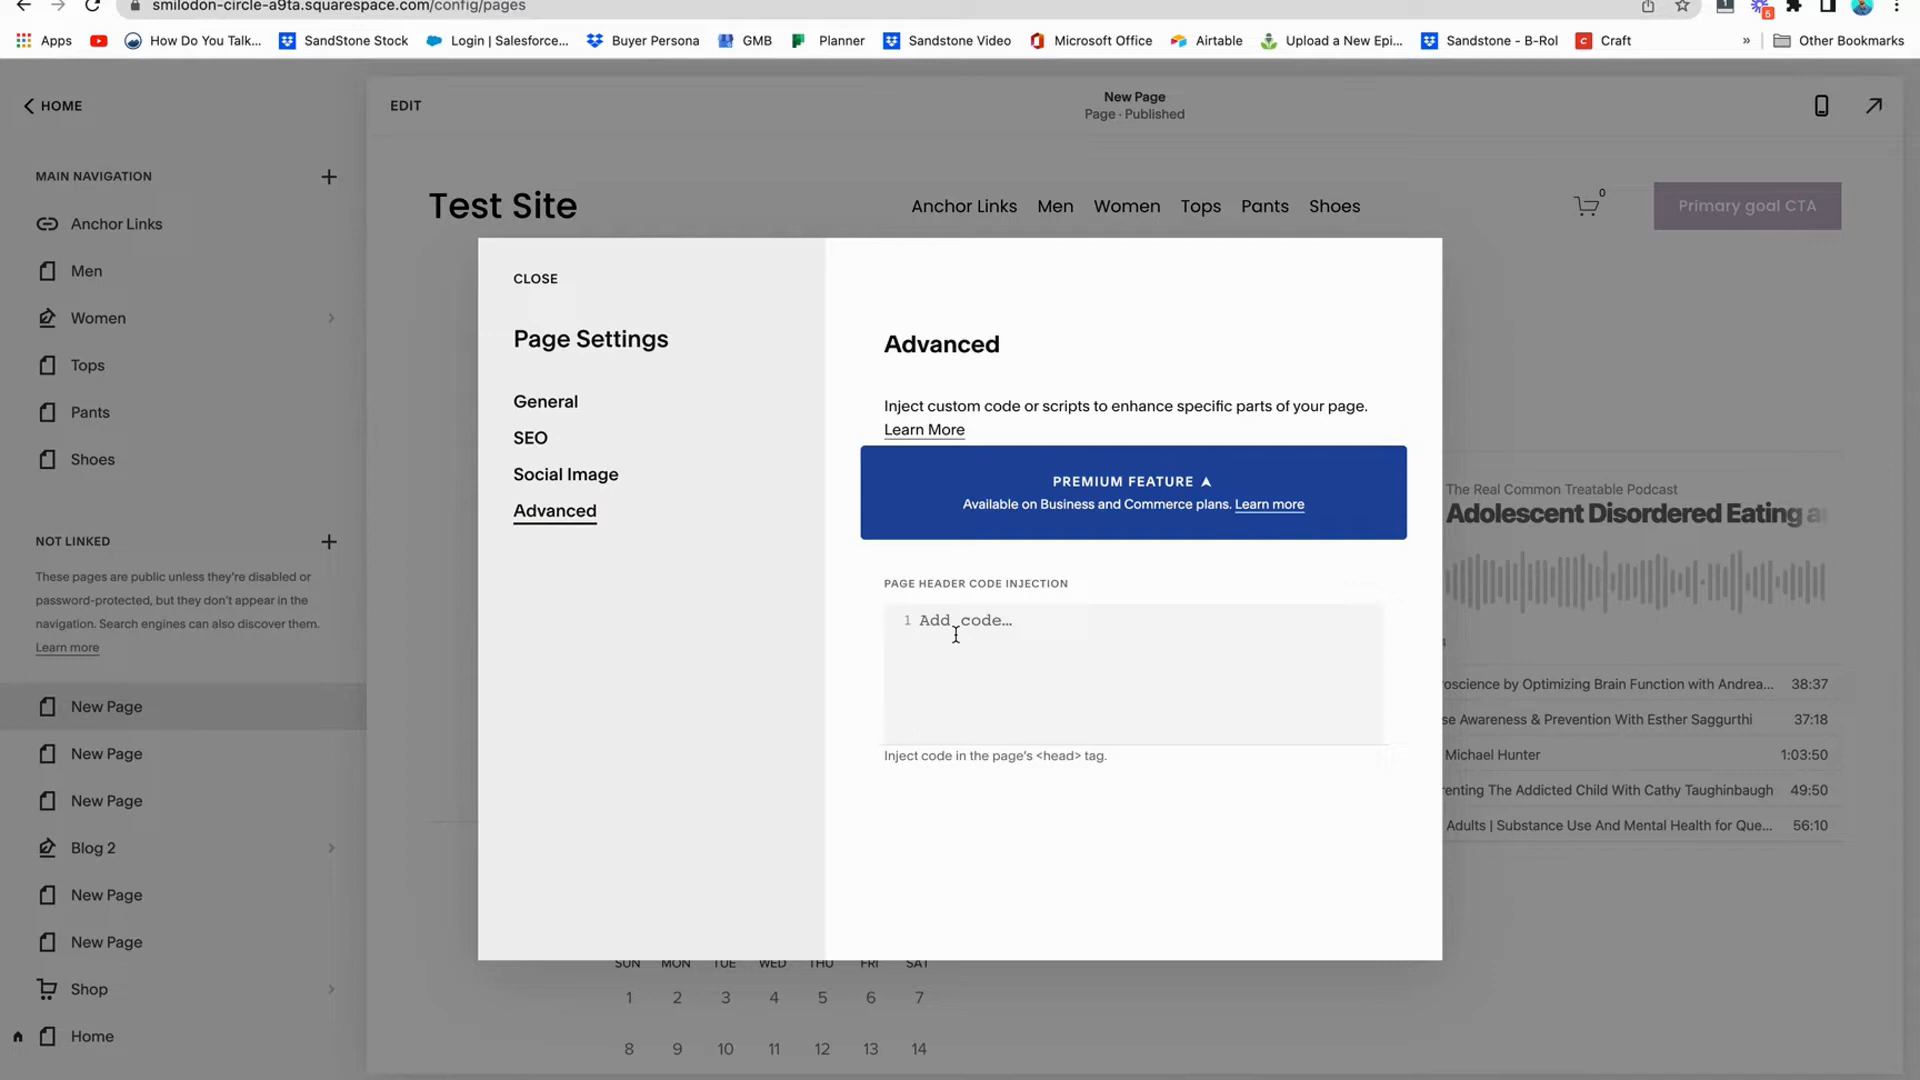 smilodon-circle-a9ta.squarespace.com/config/pages
5
Apps
How Do You Talk...
SandStone Stock
Login | Salesforce...
Buyer Persona
GMB
Planner
Sandstone Video
Microsoft Office
Airtable
Upload a New Epi...
Sandstone - B-Rol
Craft
»
Other Bookmarks
HOME
EDIT
New Page
Page · Published
MAIN NAVIGATION
Anchor Links
Men
Women
Tops
Pants
Shoes
Test Site
Anchor Links Men Women Tops Pants Shoes
0
Primary goal CTA
NOT LINKED
These pages are public unless they're disabled or
password-protected, but they don't appear in the
navigation. Search engines can also discover them.
Learn more
New Page
New Page
New Page
Blog 2
New Page
New Page
Shop
Home
CLOSE
Page Settings
General
SEO
Social Image
Advanced
Advanced
Inject custom code or scripts to enhance specific parts of your page.
Learn More
PREMIUM FEATURE
Available on Business and Commerce plans. Learn more
PAGE HEADER CODE INJECTION
1 Add code...
Inject code in the page's <head> tag.
The Real Common Treatable Podcast
Adolescent Disordered Eating
roscience by Optimizing Brain Function with Andrea... 38:37
se Awareness & Prevention With Esther Saggurthi 37:18
Michael Hunter 1:03:50
renting The Addicted Child With Cathy Taughinbaugh 49:50
Adults | Substance Use And Mental Health for Que... 56:10
SUN MON TUE WED THU FRI SAT
1 2 3 4 5 6 7
8 9 10 11 12 13 14